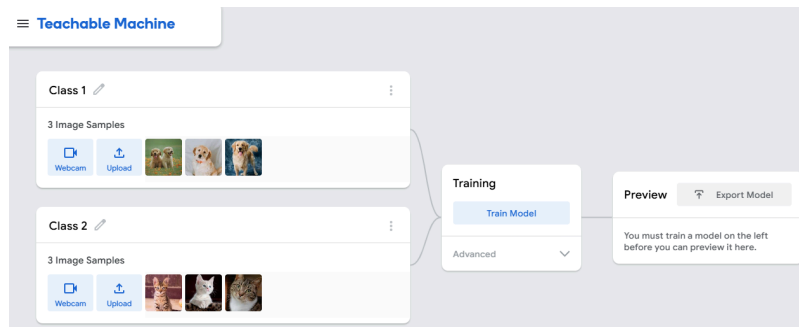 Teachable Machine
Class 1
3 Image Samples
Webcam
Upload
Class 2
3 Image Samples
Webcam
Upload
Training
Train Model
Advanced
Preview
Export Model
You must train a model on the left
before you can preview it here.